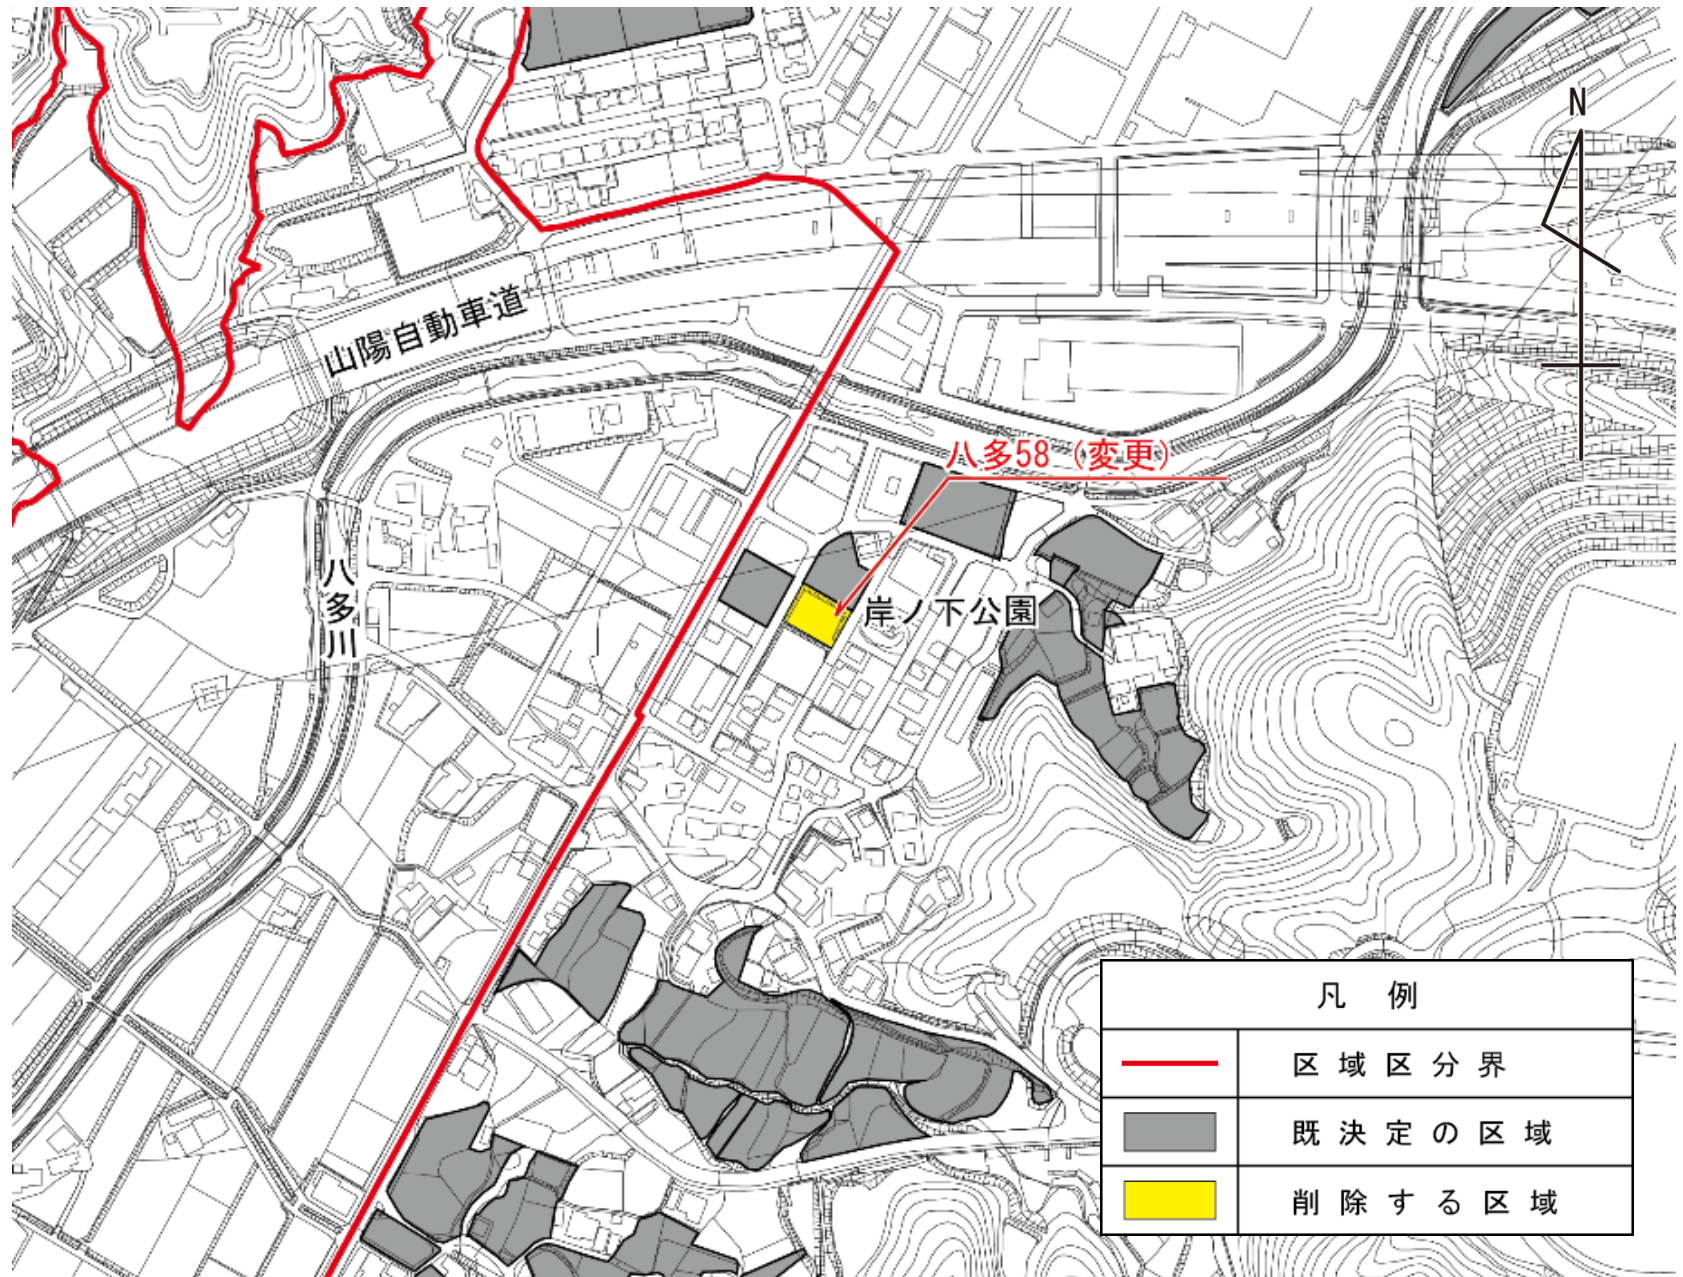 N
山陽自動車道
八多58（変更）
八多川
岸ノ下公園
凡例
区域区分界
既決定の区域
削除する区域